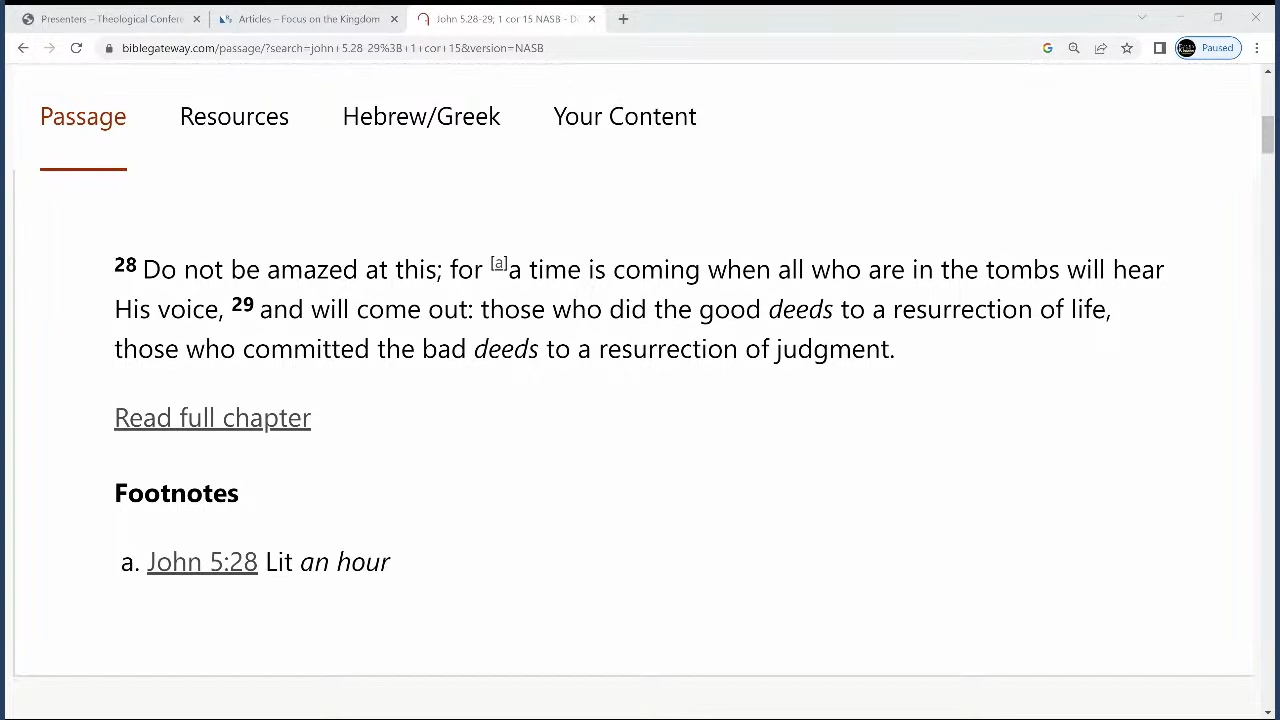 Presenters – Theological Confere
Articles – Focus on the Kingdom
John 5.28-29; 1 cor 15 NASB - D
biblegateway.com/passage/?search=john+5.28-29%3B+1+cor+15&version=NASB
Paused
Passage Resources Hebrew/Greek Your Content
28 Do not be amazed at this; for [a]a time is coming when all who are in the tombs will hear
His voice, 29 and will come out: those who did the good deeds to a resurrection of life,
those who committed the bad deeds to a resurrection of judgment.
Read full chapter
Footnotes
a. John 5:28 Lit an hour